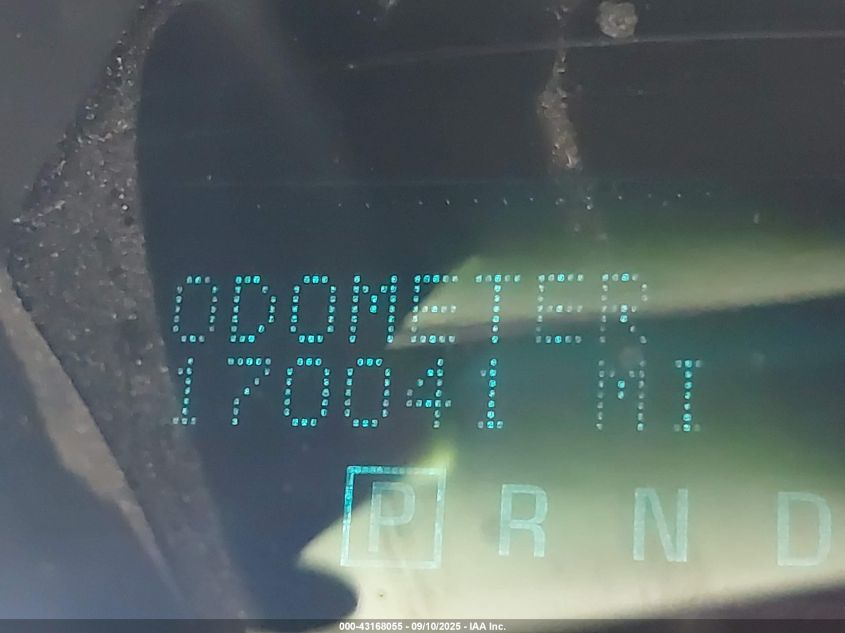 ODOMETER
170041 MI
P R N D
000-43168055 - 09/10/2025 - IAA Inc.